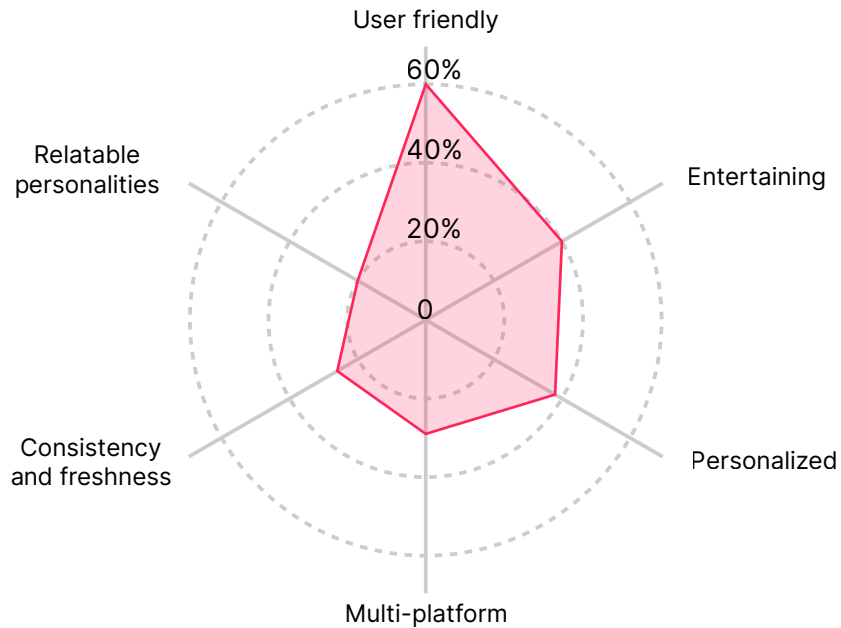 User friendly
60%
Relatable
personalities
40%
Entertaining
20%
0
Consistency
and freshness
Personalized
Multi-platform